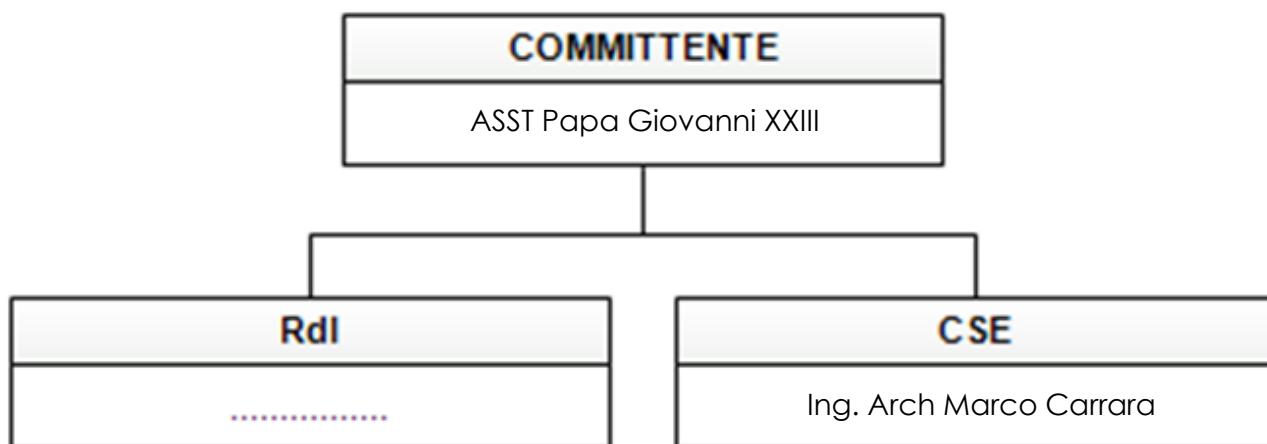 COMMITTENTE
ASST Papa Giovanni XXIII
RdI
................
CSE
Ing. Arch Marco Carrara